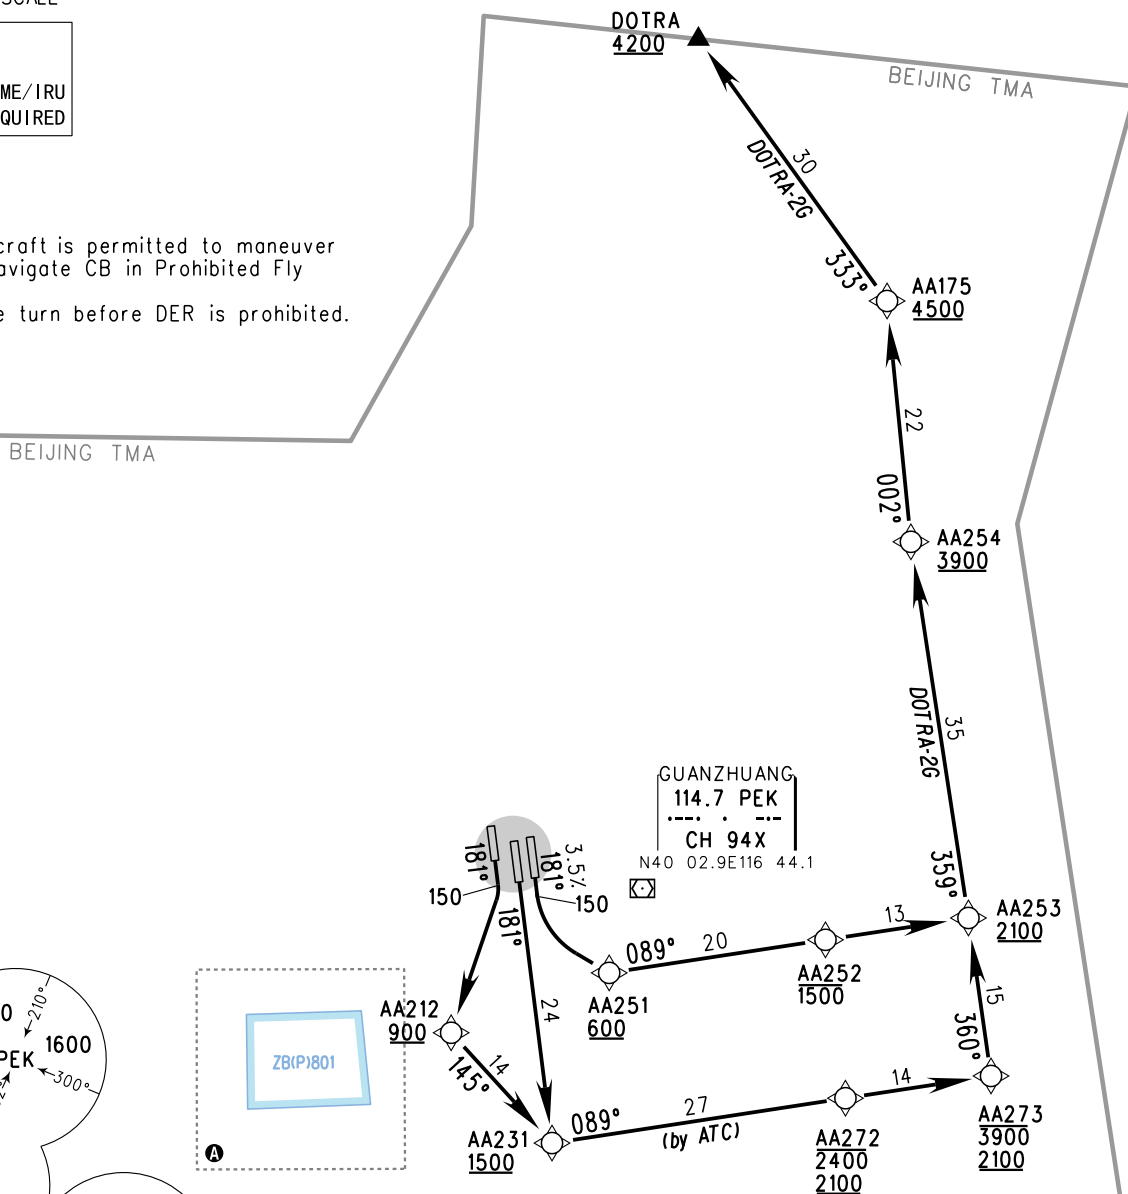 SCALE
ME/IRU
QUIRED
craft is permitted to maneuver
avigate CB in Prohibited Fly
e turn before DER is prohibited.
BEIJING TMA
DOTRA
4200
BEIJING TMA
30
DOTRA-2G
333°
AA175
4500
22
002°
AA254
3900
35
DOTRA-2G
359°
GUANZHUANG
114.7 PEK
CH 94X
N40 02.9E116 44.1
181°
181°
181°
3.5%
150
150
AA253
2100
13
089° 20
AA252
1500
AA251
600
24
AA212
900
14
145°
15
360°
AA231
1500
089° 27
(by ATC)
14
AA272
2400
2100
AA273
3900
2100
ZB(P)801
A
0
210°
1600
PEK
300°